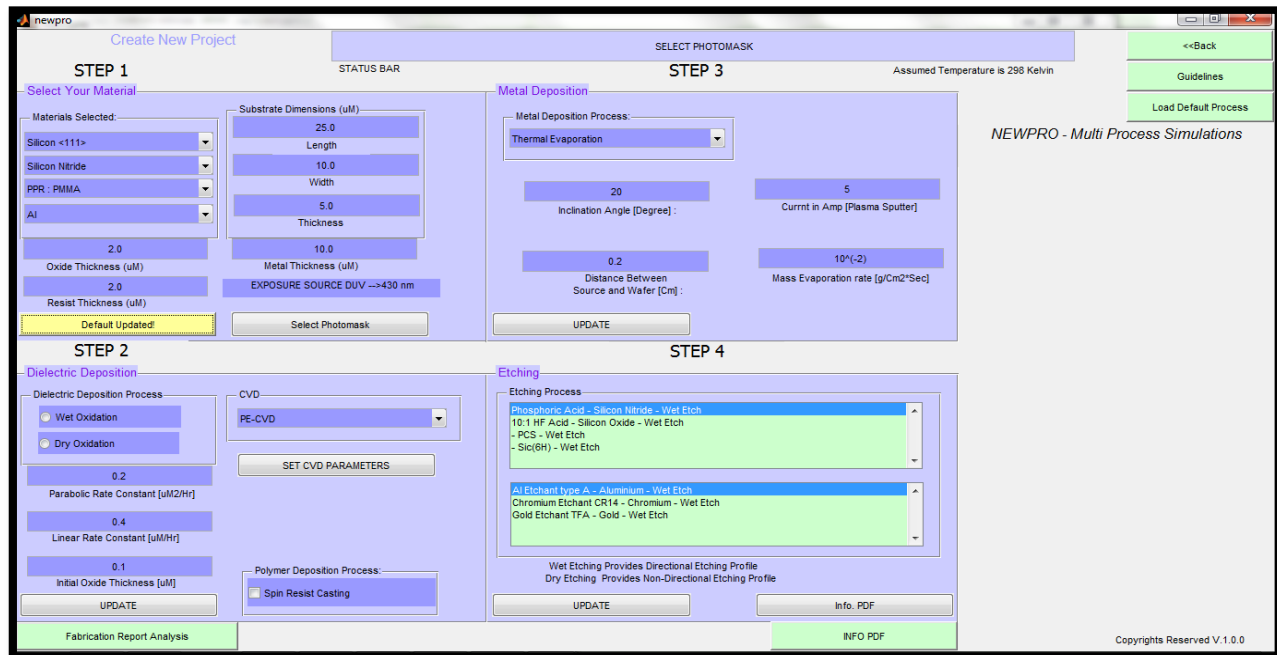 newpro
Create New Project
SELECT PHOTOMASK
<<Back
STEP 1
STATUS BAR
STEP 3
Assumed Temperature is 298 Kelvin
Guidelines
Load Default Process
NEWPRO - Multi Process Simulations
Select Your Material
Materials Selected:
Silicon <111>
Silicon Nitride
PPR : PMMA
Al
Substrate Dimensions (uM)
25.0
Length
10.0
Width
5.0
Thickness
2.0
Oxide Thickness (uM)
10.0
Metal Thickness (uM)
2.0
Resist Thickness (uM)
EXPOSURE SOURCE DUV -->430 nm
Default Updated!
Select Photomask
Metal Deposition
Metal Deposition Process:
Thermal Evaporation
20
Inclination Angle [Degree] :
5
Currnt in Amp [Plasma Sputter]
0.2
Distance Between
Source and Wafer [Cm] :
10^(-2)
Mass Evaporation rate [g/Cm2*Sec]
UPDATE
STEP 2
Dielectric Deposition
Dielectric Deposition Process
Wet Oxidation
Dry Oxidation
CVD
PE-CVD
SET CVD PARAMETERS
0.2
Parabolic Rate Constant [uM2/Hr]
0.4
Linear Rate Constant [uM/Hr]
0.1
Initial Oxide Thickness [uM]
UPDATE
Polymer Deposition Process:
Spin Resist Casting
STEP 4
Etching
Etching Process
Phosphoric Acid - Silicon Nitride - Wet Etch
10:1 HF Acid - Silicon Oxide - Wet Etch
- PCS - Wet Etch
- Sic(6H) - Wet Etch
Al Etchant type A - Aluminium - Wet Etch
Chromium Etchant CR14 - Chromium - Wet Etch
Gold Etchant TFA - Gold - Wet Etch
Wet Etching Provides Directional Etching Profile
Dry Etching Provides Non-Directional Etching Profile
UPDATE
Info. PDF
Fabrication Report Analysis
INFO PDF
Copyrights Reserved V.1.0.0